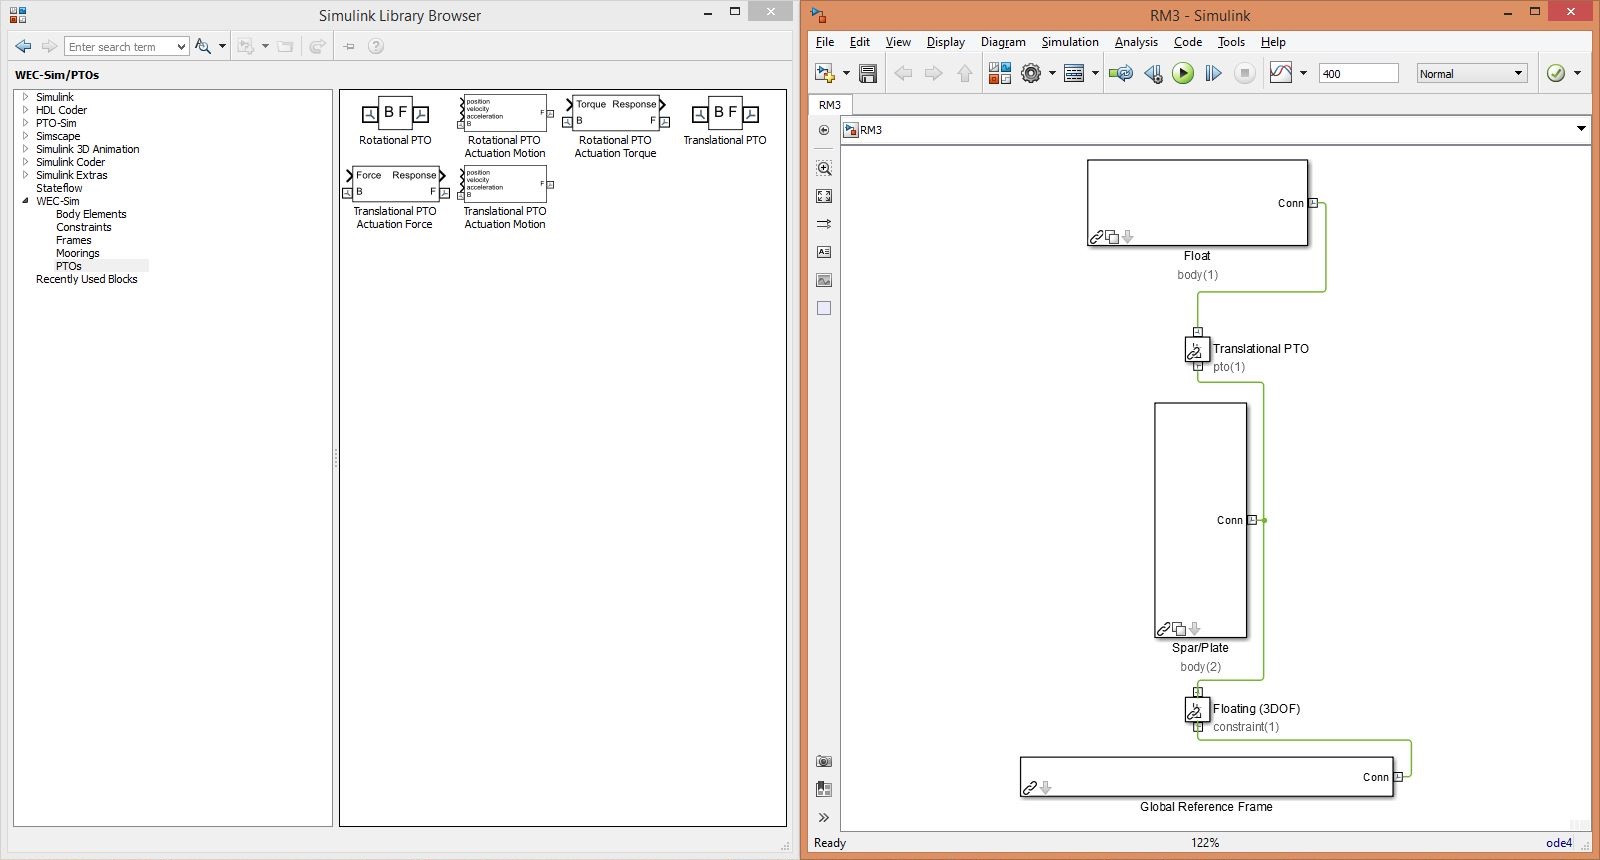 Simulink Library Browser
Enter search term
WEC-Sim/PTOs
Simulink
HDL Coder
PTO-Sim
Simscape
Simulink 3D Animation
Simulink Coder
Simulink Extras
Stateflow
WEC-Sim
Body Elements
Constraints
Frames
Moorings
PTOs
Recently Used Blocks
B F
Rotational PTO
position
velocity
acceleration
B
F
Rotational PTO
Actuation Motion
Torque Response
B F
Rotational PTO
Actuation Torque
B F
Translational PTO
Force Response
B F
Translational PTO
Actuation Force
position
velocity
acceleration
B
F
Translational PTO
Actuation Motion
RM3 - Simulink
File Edit View Display Diagram Simulation Analysis Code Tools Help
400
Normal
RM3
RM3
Conn
Float
body(1)
Translational PTO
pto(1)
Conn
Spar/Plate
body(2)
Floating (3DOF)
constraint(1)
Conn
Global Reference Frame
Ready
122%
ode4